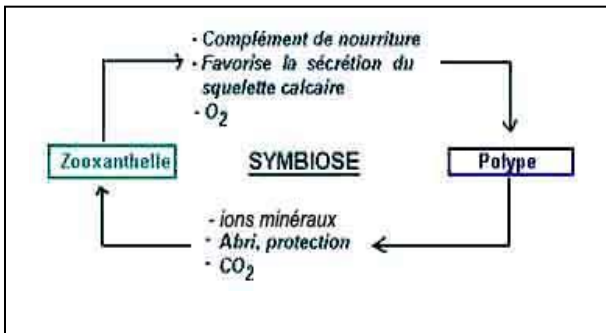 - Complément de nourriture
- Favorise la sécrétion du
squelette calcaire
- O2
Zooxanthelle
SYMBIOSE
Polype
- ions minéraux
- Abri, protection
- CO2